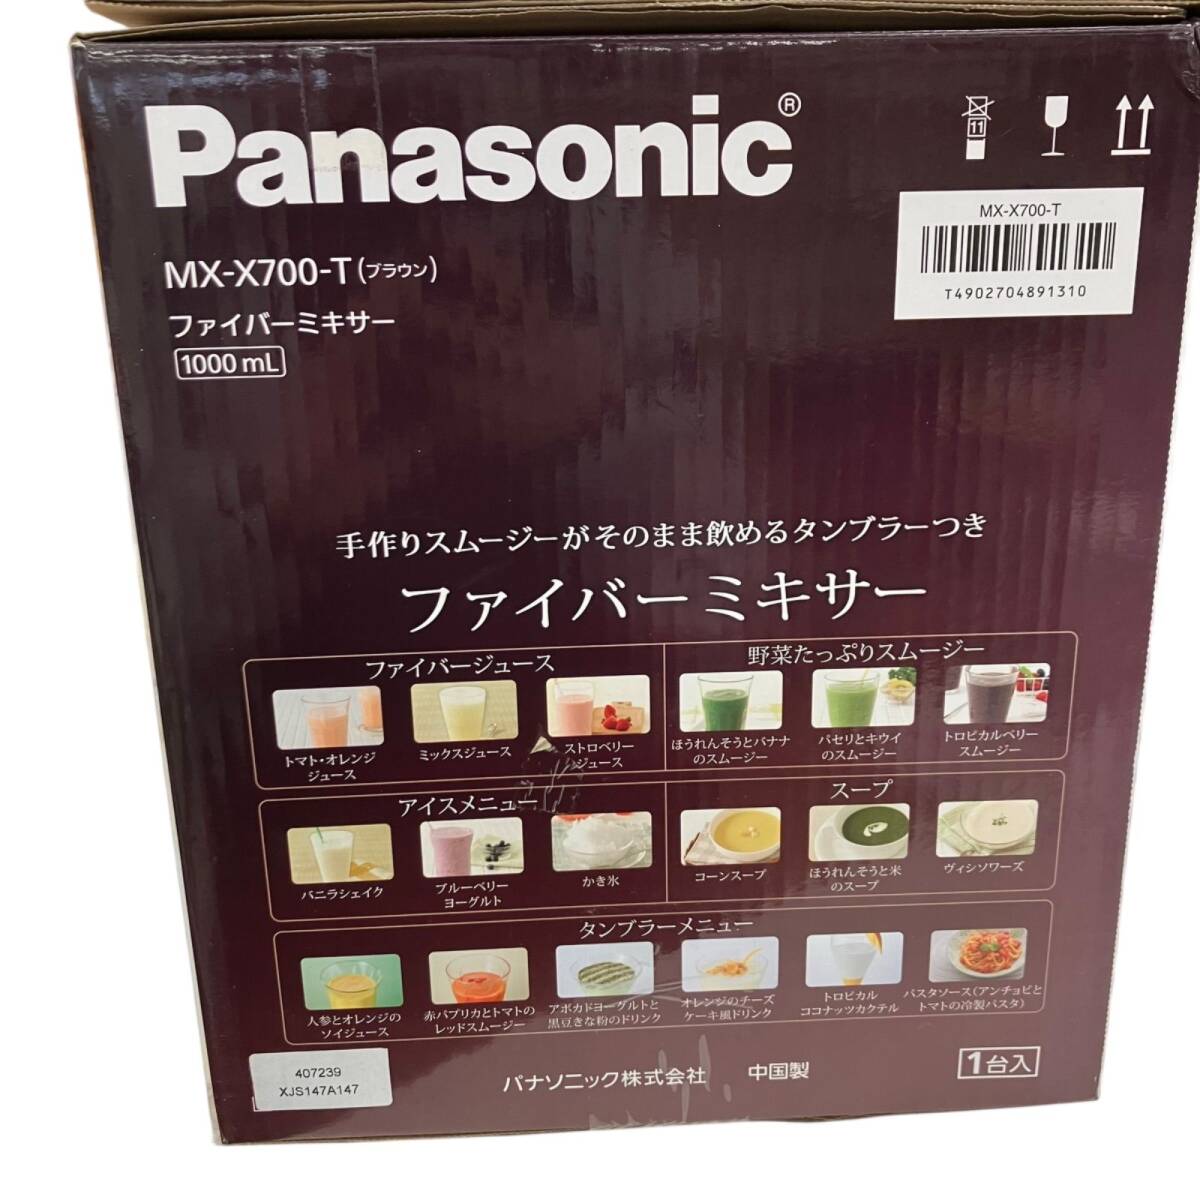 Panasonic®
11
MX-X700-T
T4902704891310
MX-X700-T(ブラウン)
ファイバーミキサー
1000 mL
手作りスムージーがそのまま飲めるタンブラーつき
ファイバーミキサー
ファイバージュース
トマト・オレンジ
ジュース
ミックスジュース
ストロベリー
ジュース
野菜たっぷりスムージー
ほうれんそうとバナナ
のスムージー
パセリとキウイ
のスムージー
トロピカルベリー
スムージー
アイスメニュー
バニラシェイク
ブルーベリー
ヨーグルト
かき氷
スープ
コーンスープ
ほうれんそうと米
のスープ
ヴィシソワーズ
タンブラーメニュー
人参とオレンジの
ソイジュース
赤パプリカとトマトの
レッドスムージー
アボカドヨーグルトと
黒豆きな粉のドリンク
オレンジのチーズ
ケーキ風ドリンク
トロピカル
ココナッツカクテル
パスタソース(アンチョビと
トマトの冷製パスタ)
407239
XJS147A147
パナソニック株式会社 中国製
1台入